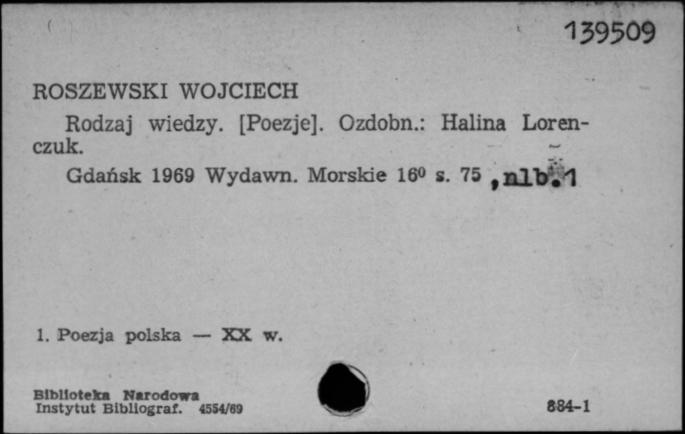 139509
ROSZEWSKI WOJCIECH
Rodzaj wiedzy. [Poezje]. Ozdobn.: Halina Loren-
czuk.
Gdańsk 1969 Wydawn. Morskie 16⁰ s. 75 , nlb. 1
1. Poezja polska — XX w.
Biblioteka Narodowa
Instytut Bibliograf. 4554/69
884-1